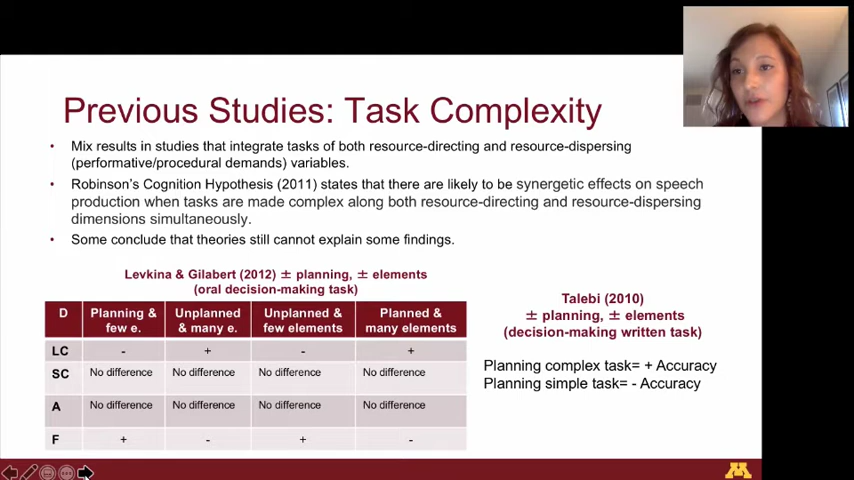 Previous Studies: Task Complexity
• Mix results in studies that integrate tasks of both resource-directing and resource-dispersing
(performative/procedural demands) variables.
• Robinson's Cognition Hypothesis (2011) states that there are likely to be synergetic effects on speech
production when tasks are made complex along both resource-directing and resource-dispersing
dimensions simultaneously.
• Some conclude that theories still cannot explain some findings.
Levkina & Gilabert (2012) ± planning, ± elements
(oral decision-making task)
D Planning & few e. Unplanned & many e. Unplanned & few elements Planned & many elements
LC - + - +
SC No difference No difference No difference No difference
A No difference No difference No difference No difference
F + - + -
Talebi (2010)
± planning, ± elements
(decision-making written task)
Planning complex task= + Accuracy
Planning simple task= - Accuracy
M